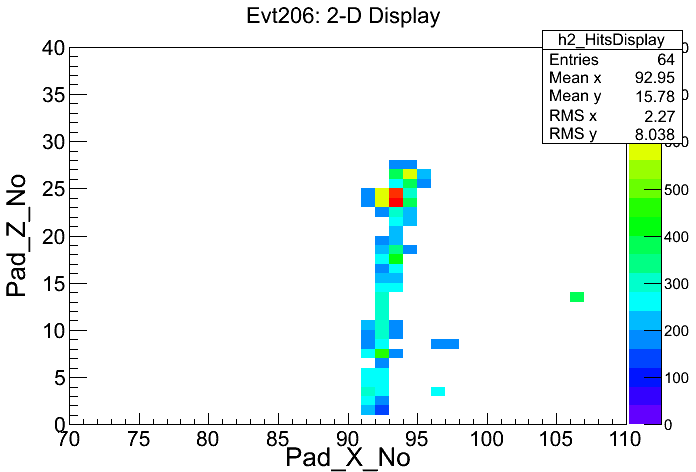 Evt206: 2-D Display
h2_HitsDisplay
Entries 64
Mean x 92.95
Mean y 15.78
RMS x 2.27
RMS y 8.038
40
35
30
25
20
15
10
5
0
Pad_Z_No
70 75 80 85 90 95 100 105 110
Pad_X_No
500
400
300
200
100
0